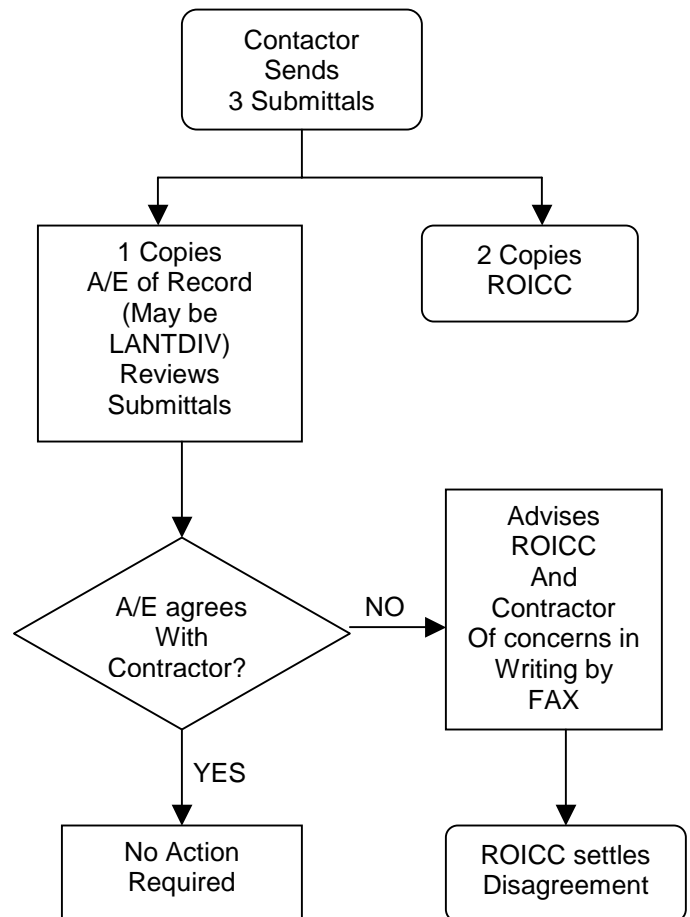 Contactor
Sends
3 Submittals
1 Copies
A/E of Record
(May be
LANTDIV)
Reviews
Submittals
2 Copies
ROICC
A/E agrees
With
Contractor?
NO
Advises
ROICC
And
Contractor
Of concerns in
Writing by
FAX
YES
No Action
Required
ROICC settles
Disagreement